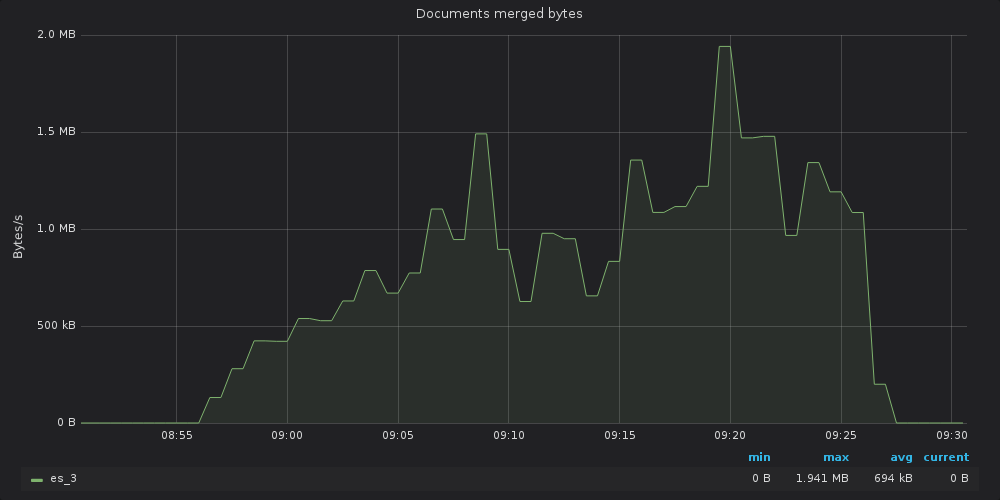 Documents merged bytes
2.0 MB
1.5 MB
1.0 MB
500 kB
0 B
Bytes/s
08:55 09:00 09:05 09:10 09:15 09:20 09:25 09:30
min max avg current
es_3 0 B 1.941 MB 694 kB 0 B